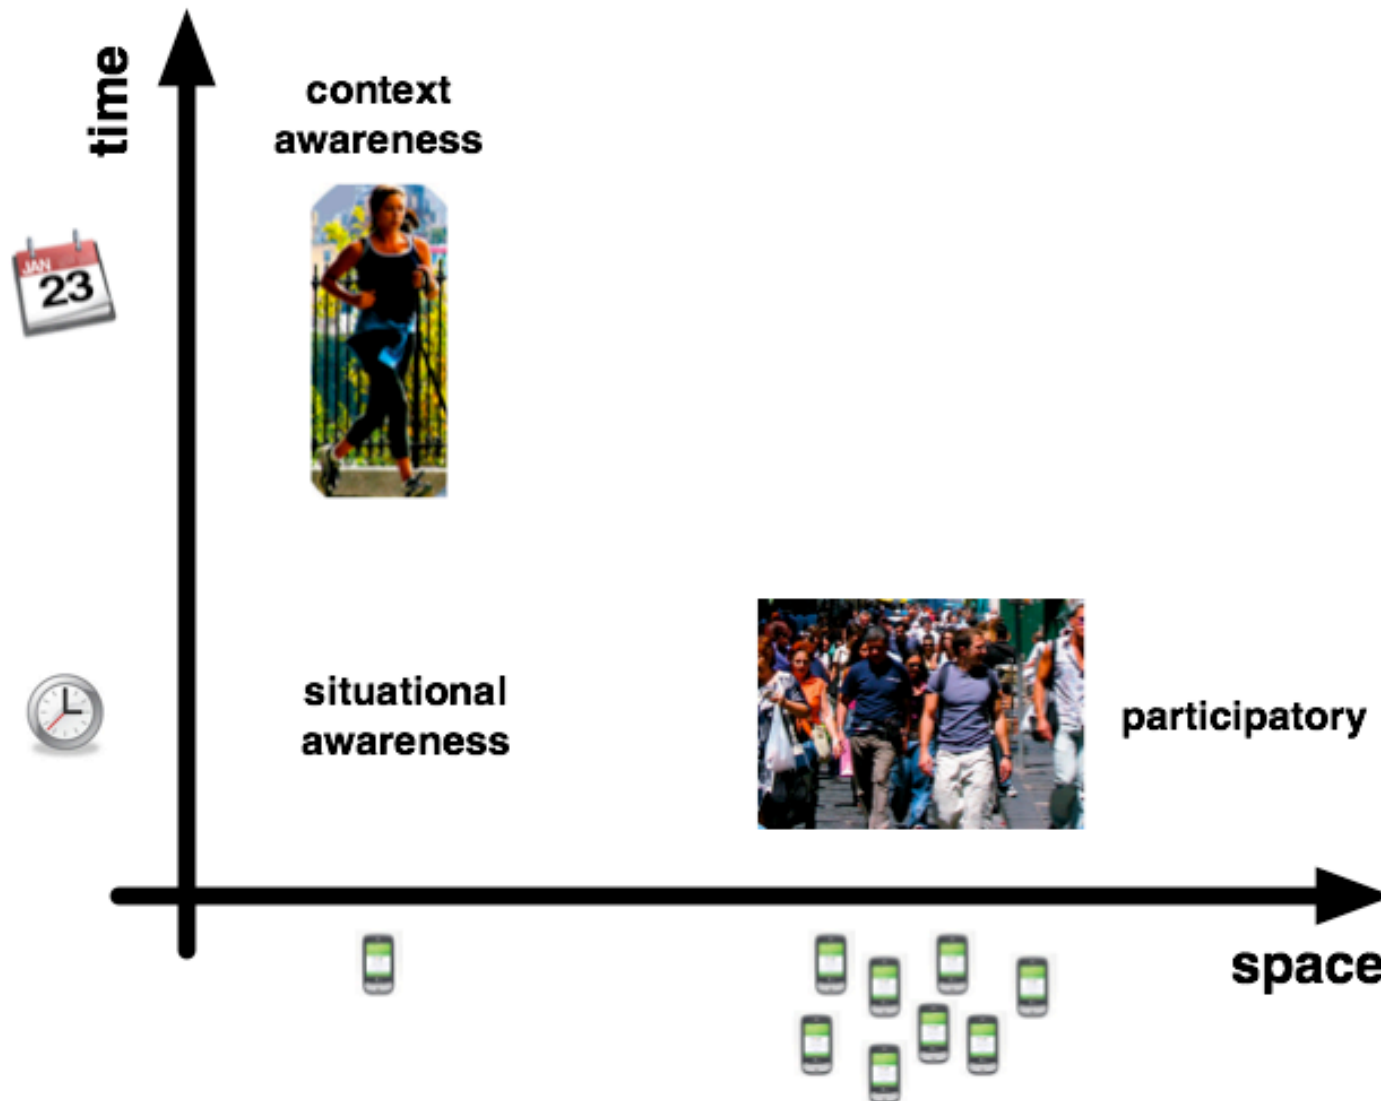 time
context
awareness
JAN
23
situational
awareness
participatory
space